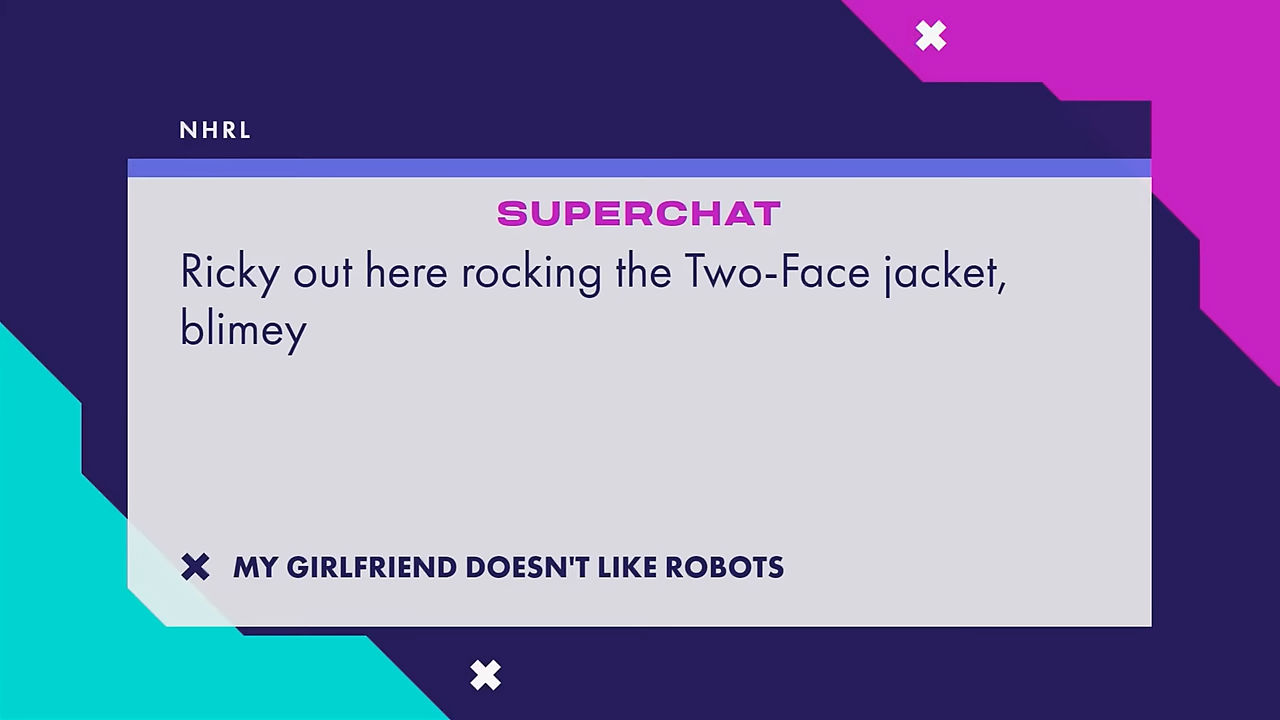 NHRL
SUPERCHAT
Ricky out here rocking the Two-Face jacket,
blimey
MY GIRLFRIEND DOESN'T LIKE ROBOTS